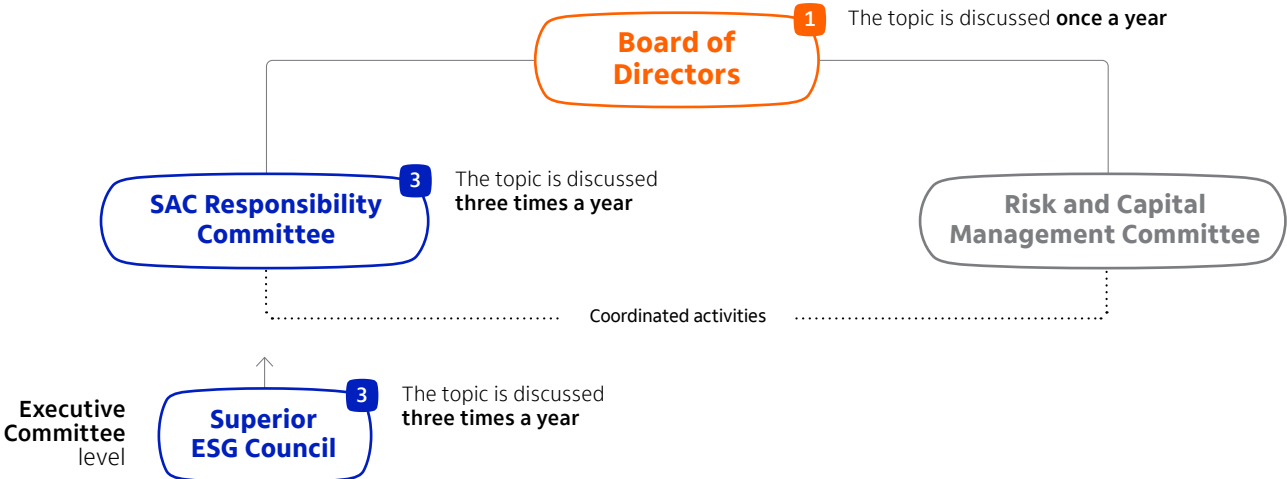 1
The topic is discussed once a year
Board of
Directors
3
The topic is discussed
three times a year
SAC Responsibility
Committee
Risk and Capital
Management Committee
Coordinated activities
3
The topic is discussed
three times a year
Executive
Committee
level
Superior
ESG Council